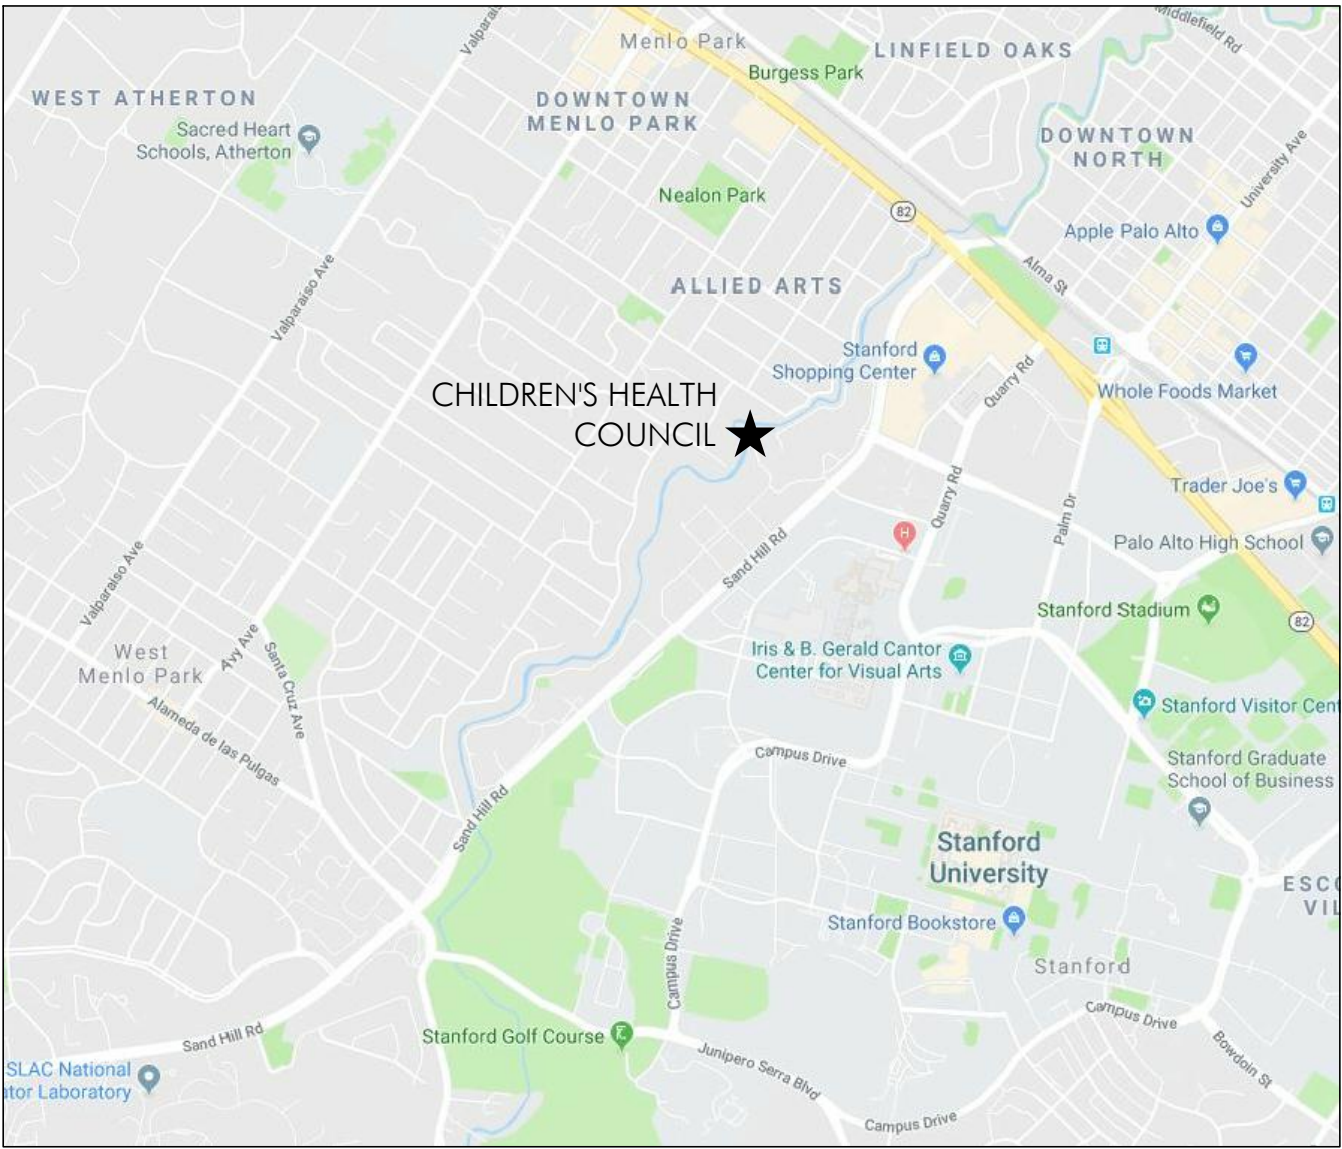 Valparai
Menlo Park
Middlefield Rd
LINFIELD OAKS
Burgess Park
WEST ATHERTON
DOWNTOWN
MENLO PARK
Sacred Heart
Schools, Atherton
DOWNTOWN
NORTH
University Ave
Nealon Park
82
Apple Palo Alto
Alma St
Valparaiso Ave
ALLIED ARTS
Stanford
Shopping Center
Quarry Rd
Whole Foods Market
CHILDREN'S HEALTH
COUNCIL
Trader Joe's
Quarry Rd
Palm Dr
H
Palo Alto High School
Sand Hill Rd
Valparaiso Ave
Stanford Stadium
82
West
Menlo Park
Avy Ave
Santa Cruz Ave
Iris & B. Gerald Cantor
Center for Visual Arts
Stanford Visitor Cent
Alameda de las Pulgas
Campus Drive
Stanford Graduate
School of Business
Sand Hill Rd
Stanford
University
ESCO
VIL
Stanford Bookstore
Campus Drive
Stanford
Campus Drive
Sand Hill Rd
Stanford Golf Course
Junipero Serra Blvd
Bowdoin St
SLAC National
ator Laboratory
Campus Drive